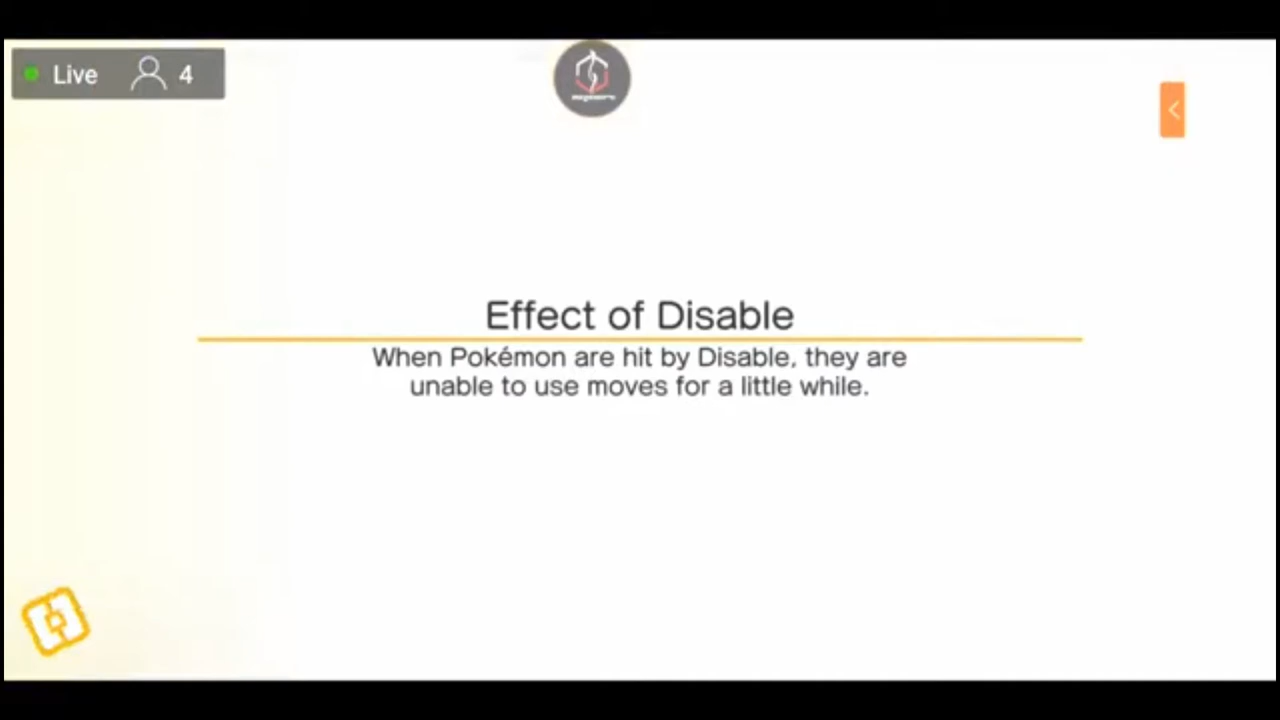 Live 4
Effect of Disable
When Pokémon are hit by Disable, they are
unable to use moves for a little while.